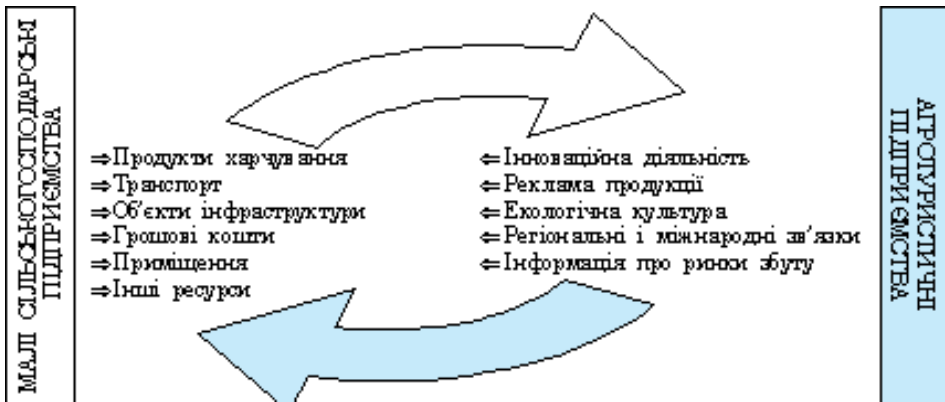 МАЛІ СІЛЬСЬКОГОСПОДАРСЬКІ
ПІДПРИЄМСТВА
⇒Продукти харчування
⇒Транспорт
⇒Об'єкти інфраструктури
⇒Грошові кошти
⇒Приміщення
⇒Інші ресурси
⇐Інноваційна діяльність
⇐Реклама продукції
⇐Екологічна культура
⇐Регіональні і міжнародні зв'язки
⇐Інформація про ринки збуту
АГРОТУРИСТИЧНІ
ПІДПРИЄМСТВА